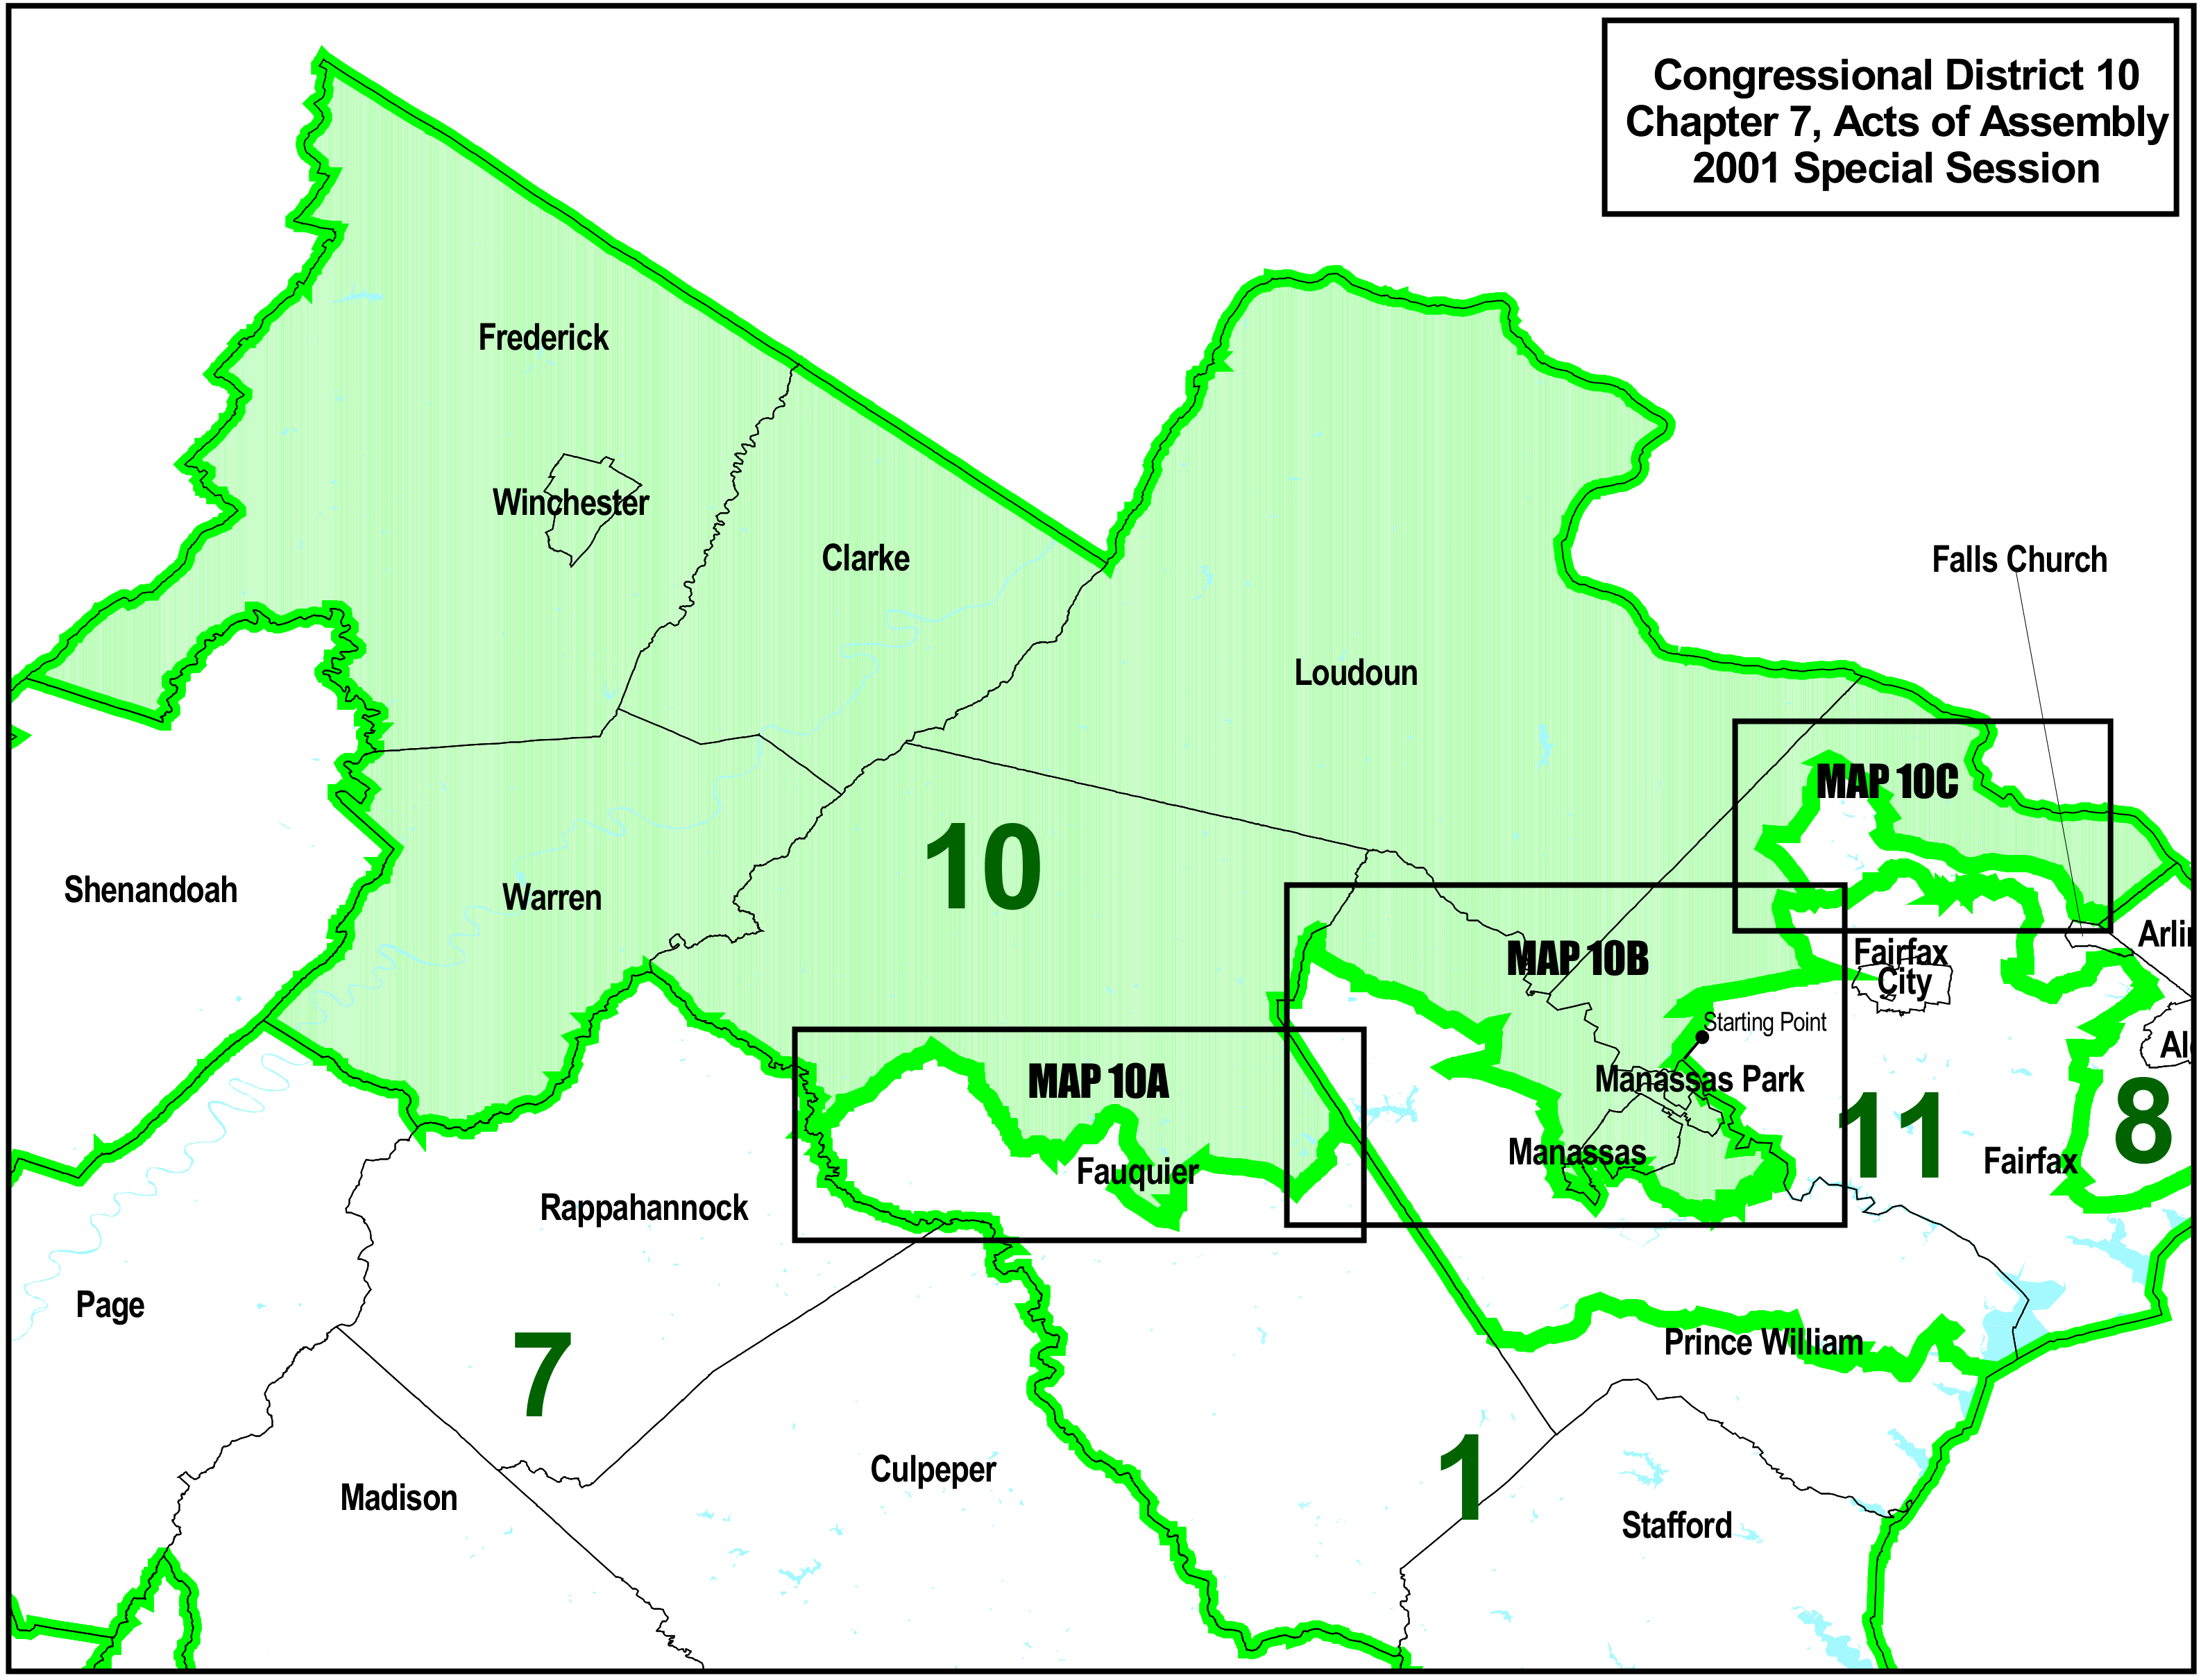 Congressional District 10
Chapter 7, Acts of Assembly
2001 Special Session
Frederick
Winchester
Clarke
Falls Church
Loudoun
MAP 10C
10
Shenandoah
Warren
Arlin
Fairfax
City
MAP 10B
Starting Point
Ale
MAP 10A
Manassas Park
8
11
Manassas
Fairfax
Fauquier
Rappahannock
Page
7
Prince William
Culpeper
1
Madison
Stafford